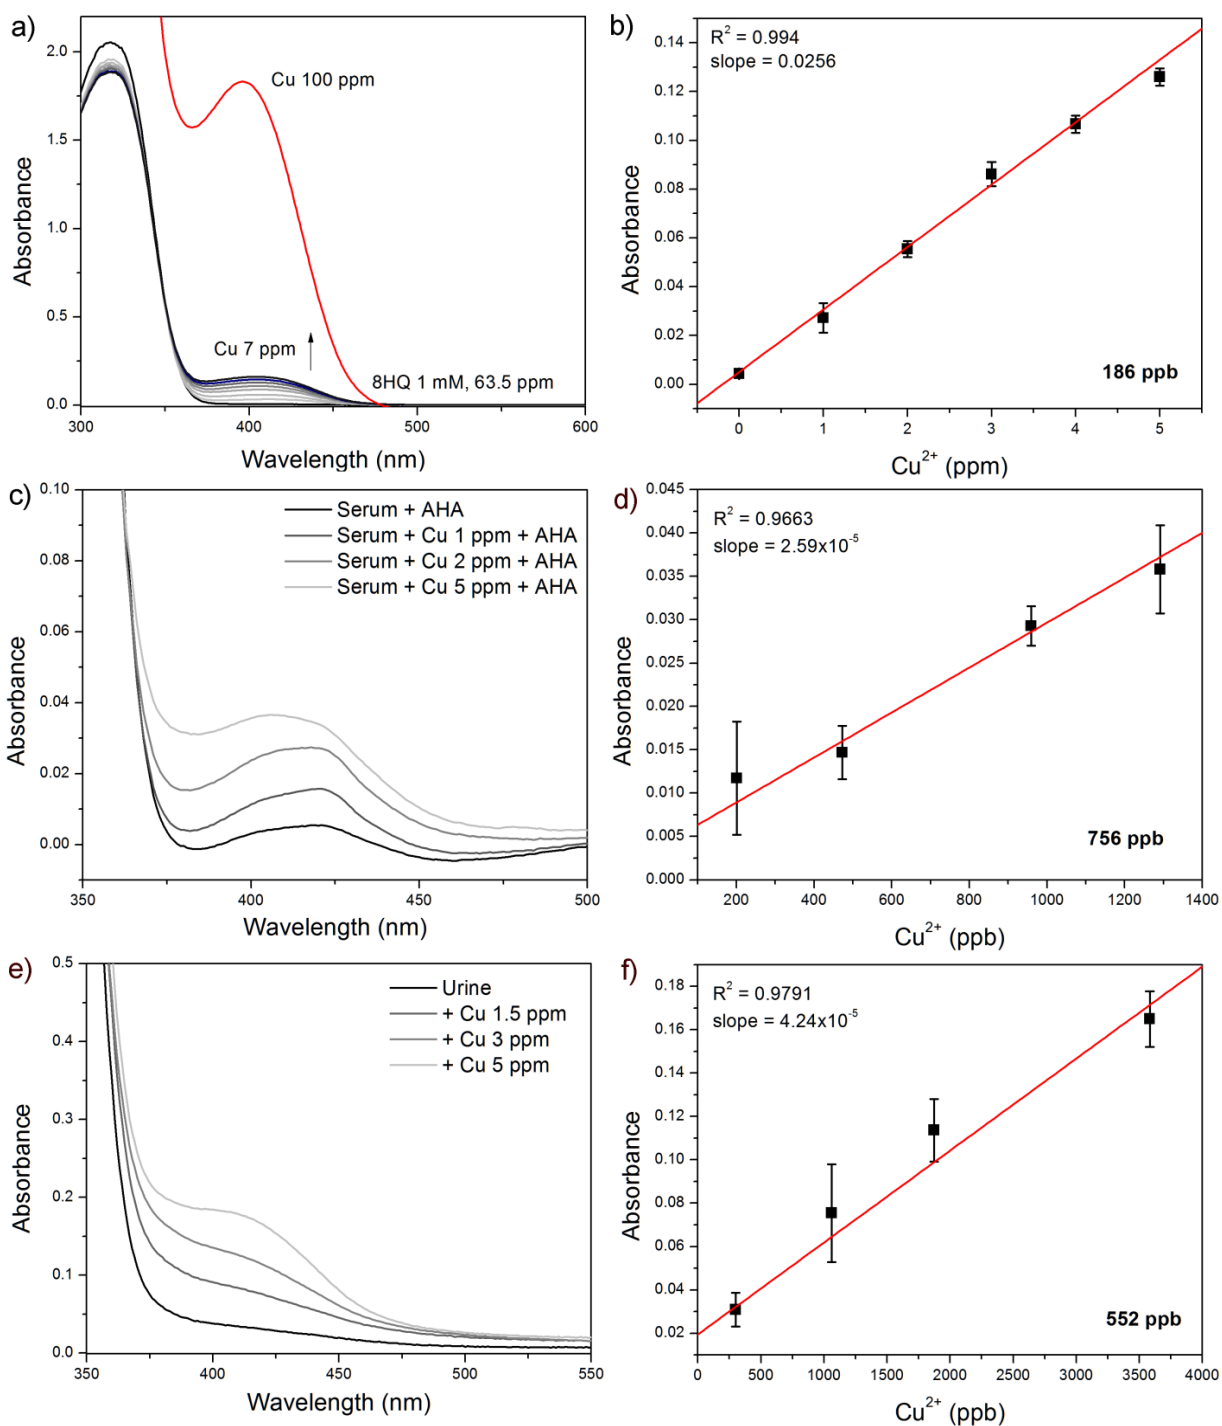 a)
Absorbance
2.0
1.5
1.0
0.5
0.0
Cu 100 ppm
Cu 7 ppm
8HQ 1 mM, 63.5 ppm
300
400
500
600
Wavelength (nm)
b)
Absorbance
0.14
0.12
0.10
0.08
0.06
0.04
0.02
0.00
R² = 0.994
slope = 0.0256
186 ppb
0
1
2
3
4
5
Cu²⁺ (ppm)
c)
Absorbance
0.10
0.08
0.06
0.04
0.02
0.00
Serum + AHA
Serum + Cu 1 ppm + AHA
Serum + Cu 2 ppm + AHA
Serum + Cu 5 ppm + AHA
350
400
450
500
Wavelength (nm)
d)
Absorbance
0.045
0.040
0.035
0.030
0.025
0.020
0.015
0.010
0.005
0.000
R² = 0.9663
slope = 2.59x10⁻⁵
756 ppb
200
400
600
800
1000
1200
1400
Cu²⁺ (ppb)
e)
Absorbance
0.5
0.4
0.3
0.2
0.1
0.0
Urine
+ Cu 1.5 ppm
+ Cu 3 ppm
+ Cu 5 ppm
350
400
450
500
550
Wavelength (nm)
f)
Absorbance
0.18
0.16
0.14
0.12
0.10
0.08
0.06
0.04
0.02
R² = 0.9791
slope = 4.24x10⁻⁵
552 ppb
0
500
1000
1500
2000
2500
3000
3500
4000
Cu²⁺ (ppb)